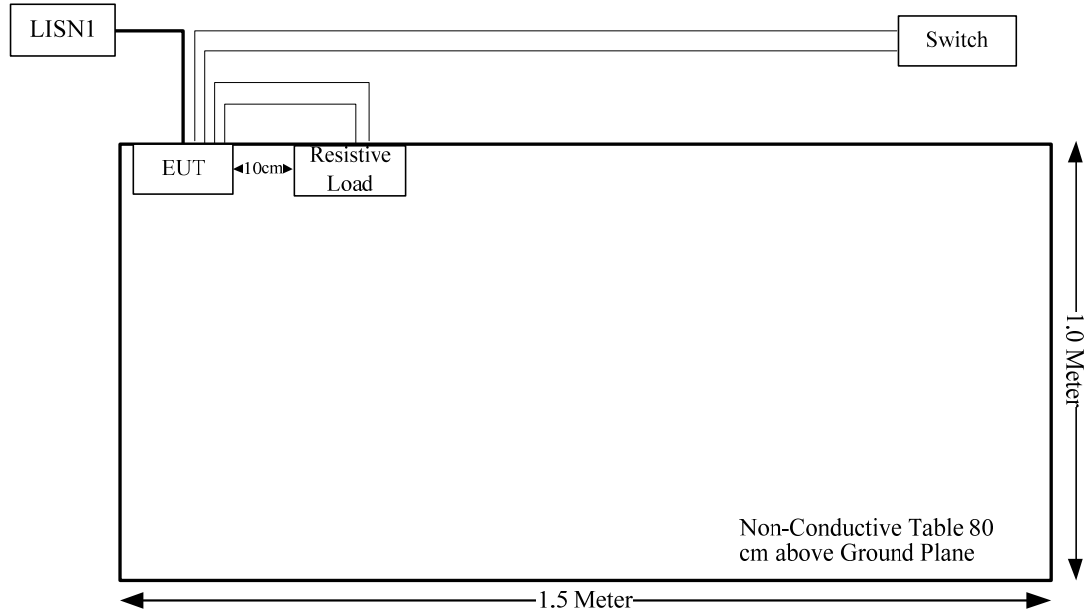 LISN1
Switch
EUT
10cm
Resistive
Load
1.0 Meter
Non-Conductive Table 80
cm above Ground Plane
1.5 Meter